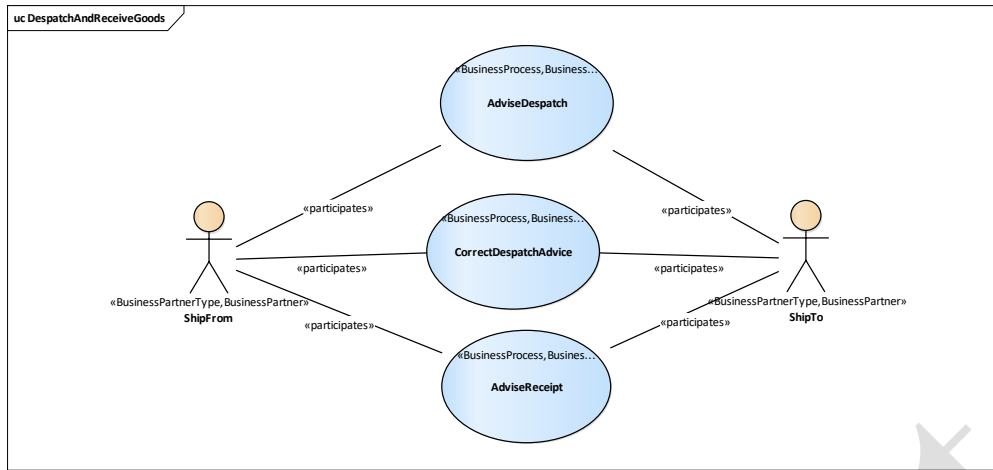 uc DespatchAndReceiveGoods
«BusinessProcess,Business…
AdviseDespatch
«participates»
«participates»
«BusinessProcess,Business…
CorrectDespatchAdvice
«participates»
«participates»
«BusinessPartnerType,BusinessPartner»
ShipFrom
«BusinessPartnerType,BusinessPartner»
ShipTo
«participates»
«participates»
«BusinessProcess,Busines…
AdviseReceipt